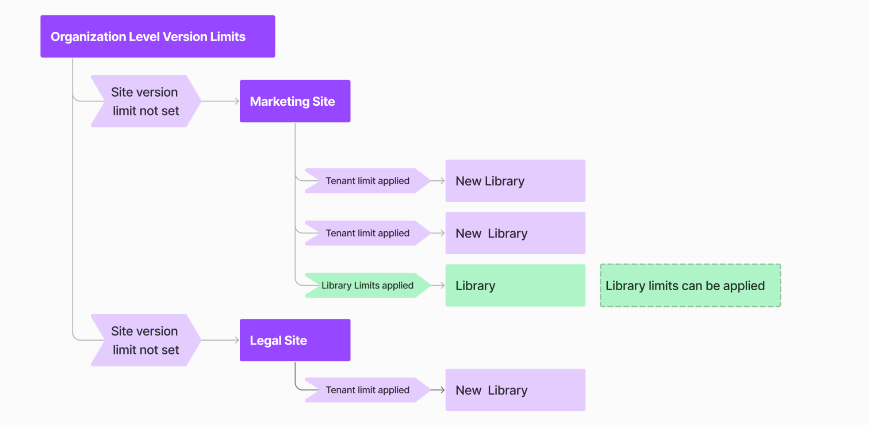 Organization Level Version Limits
Site version
limit not set
Marketing Site
Tenant limit applied
New Library
Tenant limit applied
New  Library
Library Limits applied
Library
Library limits can be applied
Site version
limit not set
Legal Site
Tenant limit applied
New  Library